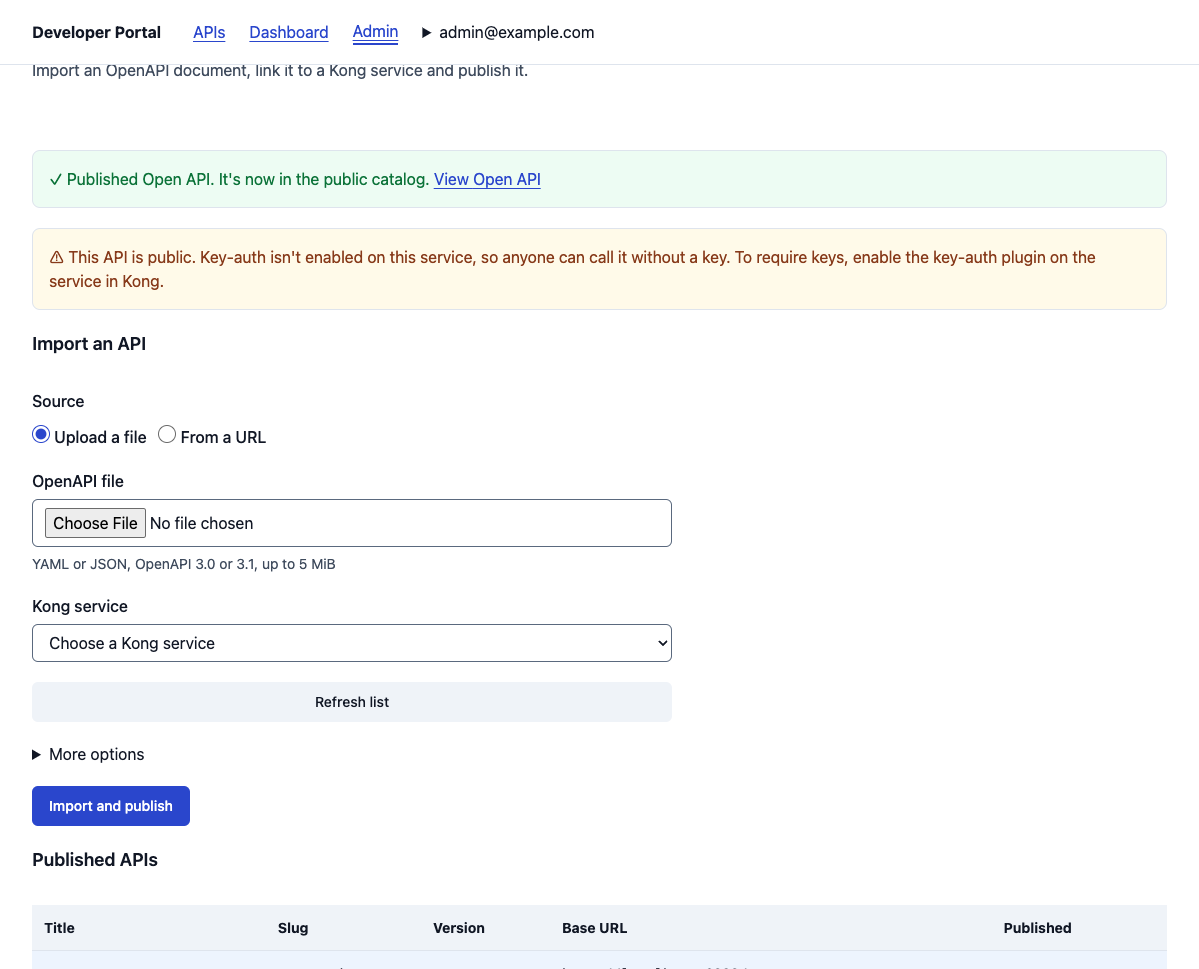 Developer Portal APIs Dashboard Admin ▶ admin@example.com
Import an OpenAPI document, link it to a Kong service and publish it.
✓ Published Open API. It's now in the public catalog. View Open API
⚠ This API is public. Key-auth isn't enabled on this service, so anyone can call it without a key. To require keys, enable the key-auth plugin on the
service in Kong.
Import an API
Source
Upload a file From a URL
OpenAPI file
Choose File No file chosen
YAML or JSON, OpenAPI 3.0 or 3.1, up to 5 MiB
Kong service
Choose a Kong service
Refresh list
▶ More options
Import and publish
Published APIs
Title Slug Version Base URL Published